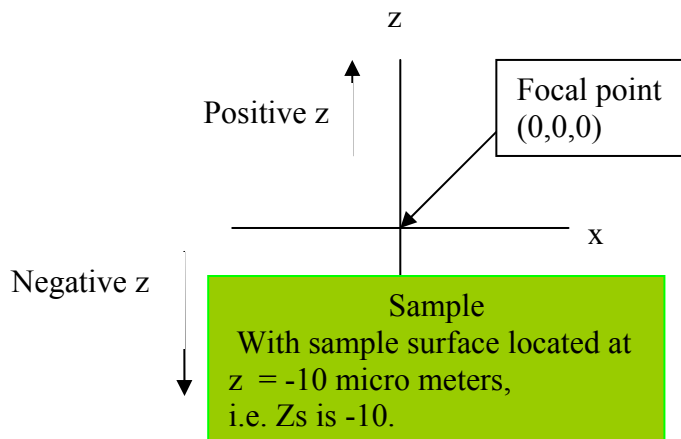 z
Focal point
(0,0,0)
Positive z
x
Negative z
Sample
With sample surface located at
z = -10 micro meters,
i.e. Zs is -10.